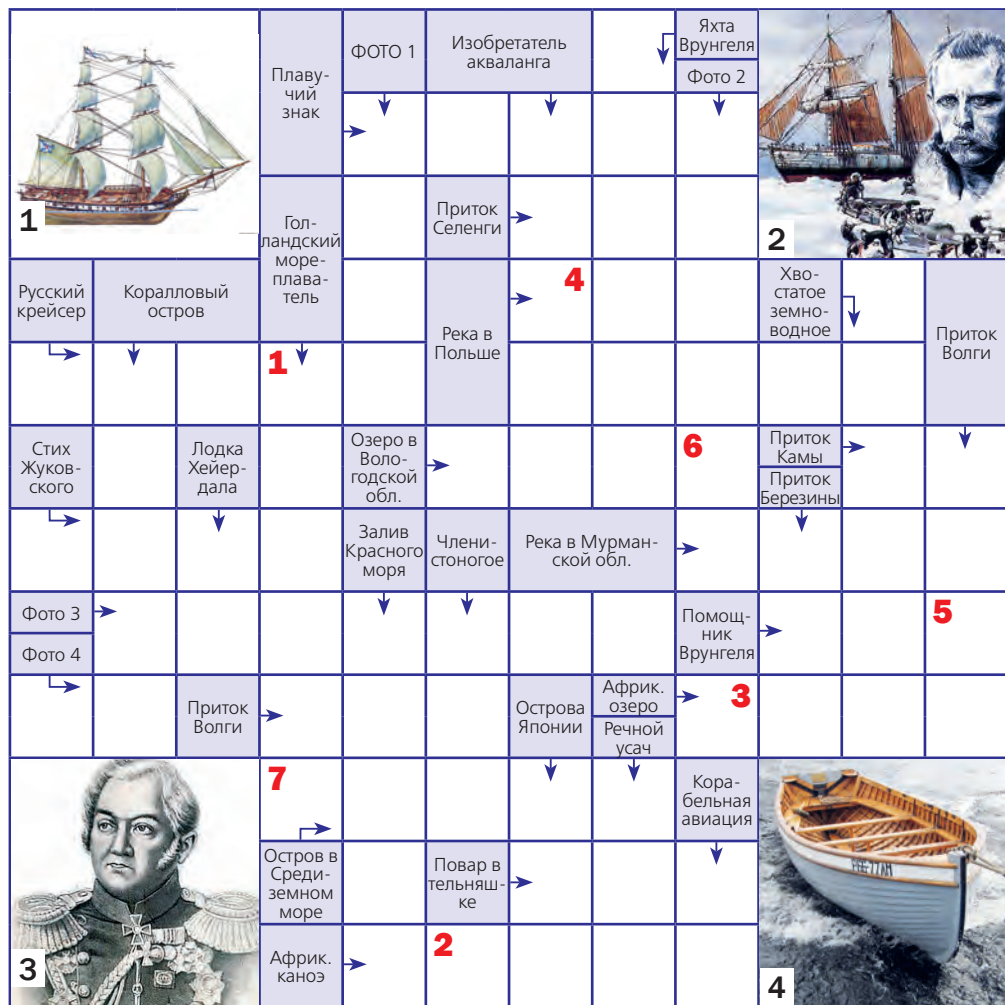 Плаву-
чий
знак
ФОТО 1
Изобретатель
акваланга
Яхта
Врунгеля
Фото 2
1
Гол-
ландский
море-
плава-
тель
Приток
Селенги
2
Русский
крейсер
Коралловый
остров
Река в
Польше
4
Хво-
статое
земно-
водное
Приток
Волги
1
Стих
Жуков-
ского
Лодка
Хейер-
дала
Озеро в
Воло-
годской
обл.
6
Приток
Камы
Приток
Березины
Залив
Красного
моря
Члени-
стоногое
Река в Мурман-
ской обл.
Фото 3
Фото 4
Помощ-
ник
Врунгеля
5
Приток
Волги
Острова
Японии
Африк.
озеро
Речной
усач
3
3
7
Кора-
бельная
авиация
4
Остров в
Среди-
земном
море
Повар в
тельняш-
ке
Африк.
каноэ
2